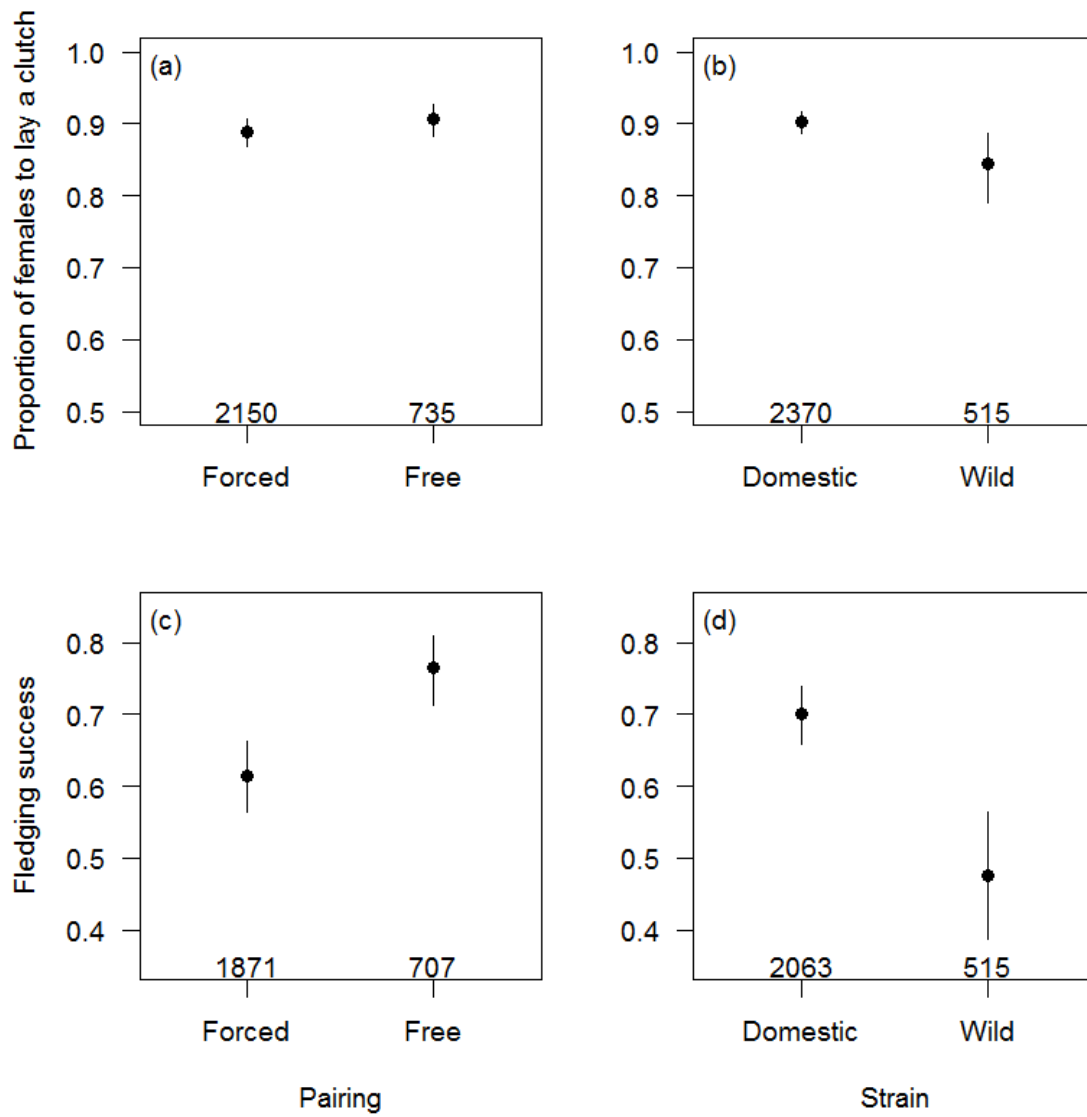 Proportion of females to lay a clutch
(a)
1.0
0.9
0.8
0.7
0.6
0.5
2150 735
Forced Free
(b)
1.0
0.9
0.8
0.7
0.6
0.5
2370 515
Domestic Wild
Fledging success
(c)
0.8
0.7
0.6
0.5
0.4
1871 707
Forced Free
Pairing
(d)
0.8
0.7
0.6
0.5
0.4
2063 515
Domestic Wild
Strain